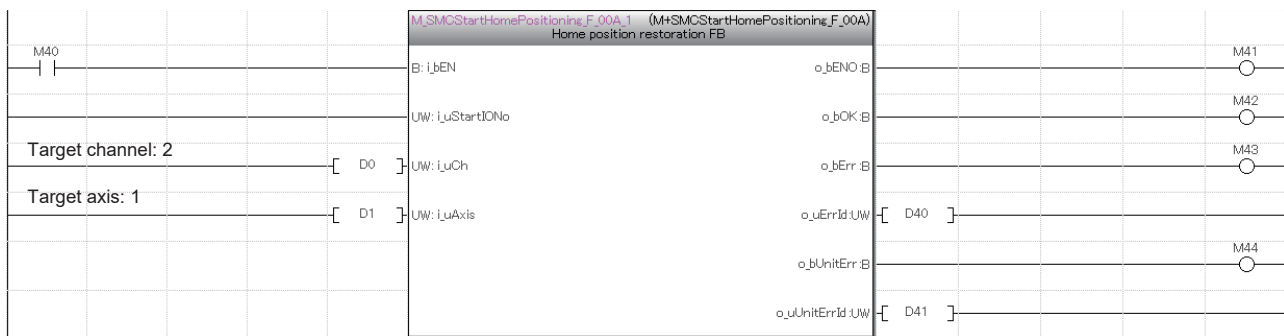 M_SMCStartHomePositioning_F_00A_1 (M+SMCStartHomePositioning_F_00A)
Home position restoration FB
M40
B: i_bEN
o_bENO:B
M41
UW: i_uStartIONo
o_bOK:B
M42
Target channel: 2
D0
UW: i_uCh
o_bErr:B
M43
Target axis: 1
D1
UW: i_uAxis
o_uErrId:UW
D40
o_bUnitErr:B
M44
o_uUnitErrId:UW
D41